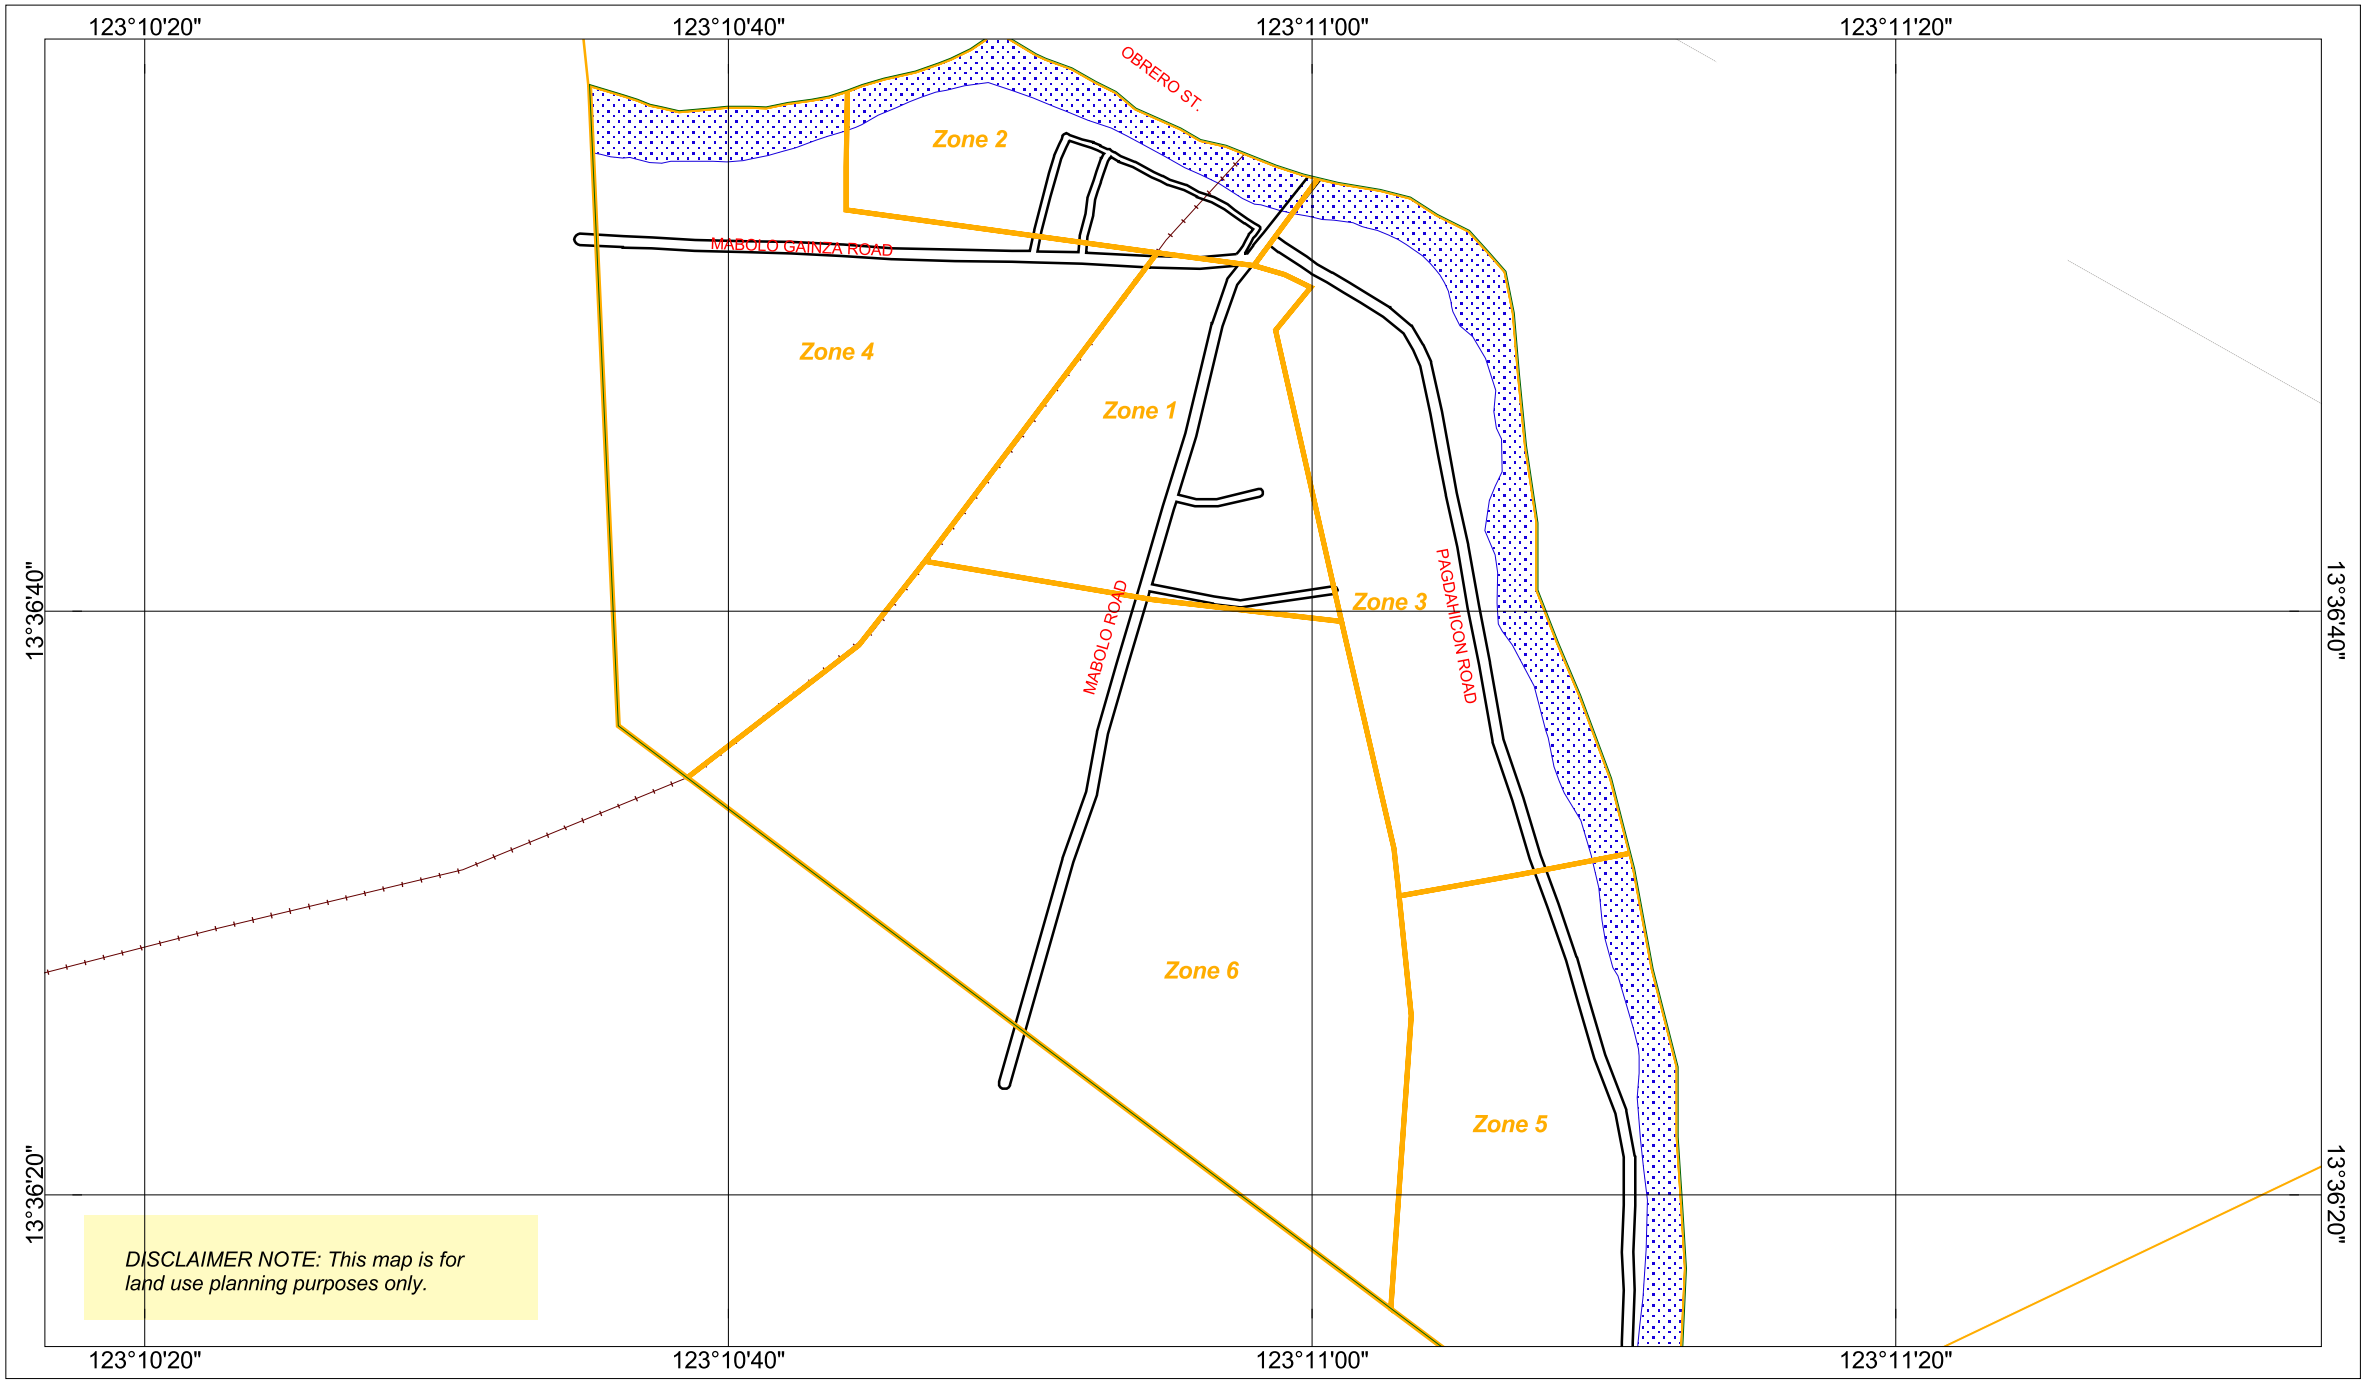 123°10'20" 123°10'40" 123°11'00" 123°11'20"
OBRERO ST.
Zone 2
MABOLO GAINZA ROAD
Zone 4
Zone 1
13°36'40"
MABOLO ROAD
Zone 3
PAGDAHICON ROAD
13°36'40"
Zone 6
Zone 5
13°36'20"
13°36'20"
DISCLAIMER NOTE: This map is for
land use planning purposes only.
123°10'20" 123°10'40" 123°11'00" 123°11'20"